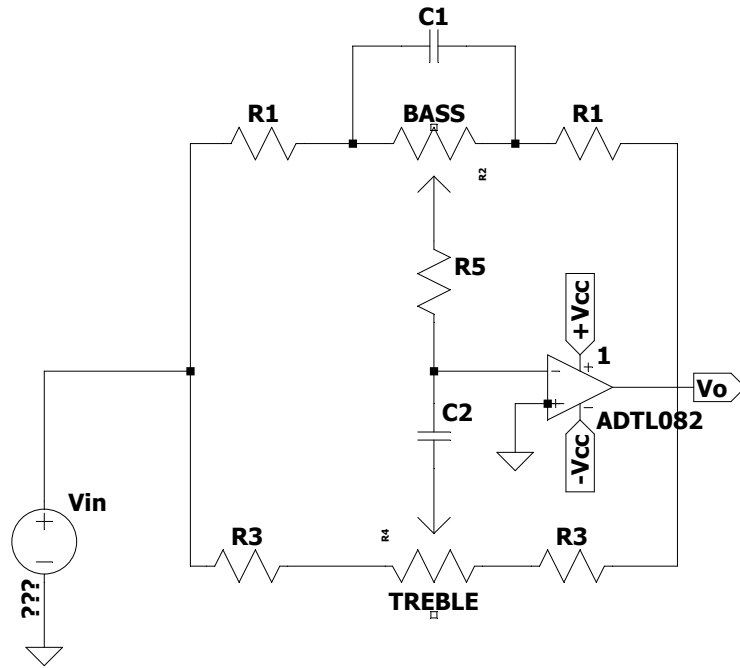 C1
R1
BASS
R1
R2
R5
+Vcc
1
C2
Vo
ADTL082
-Vcc
Vin
R3
R4
R3
???
TREBLE